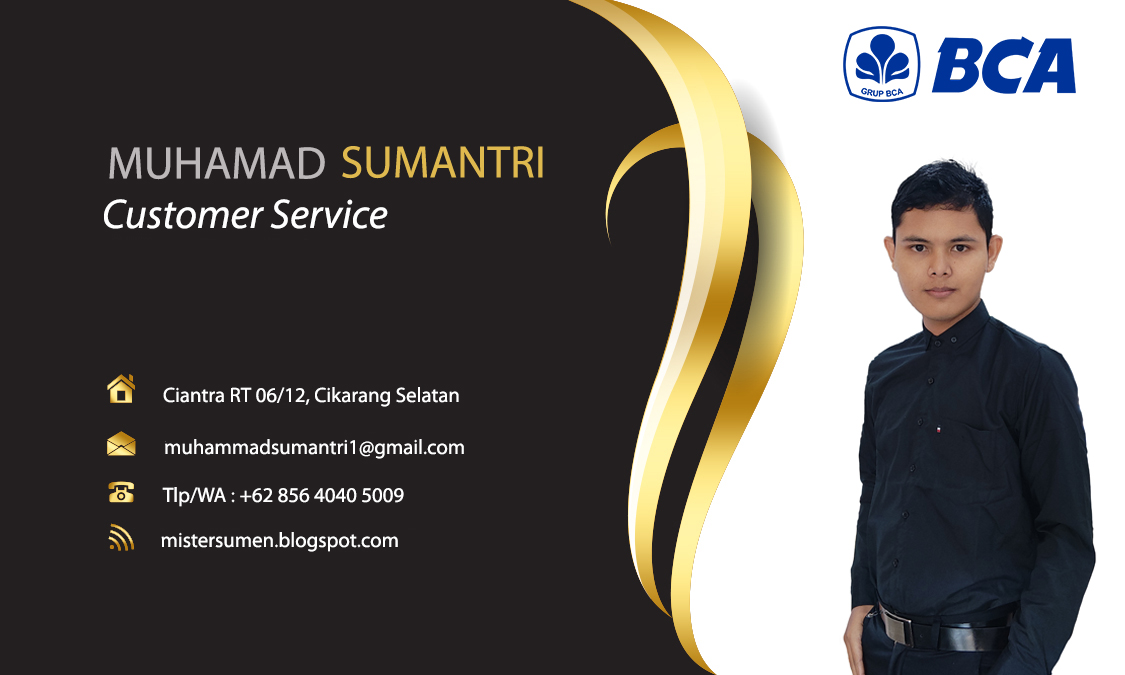 GRUP BCA
BCA
MUHAMAD SUMANTRI
Customer Service
Ciantra RT 06/12, Cikarang Selatan
muhammadsumantri1@gmail.com
Tlp/WA : +62 856 4040 5009
mistersumen.blogspot.com